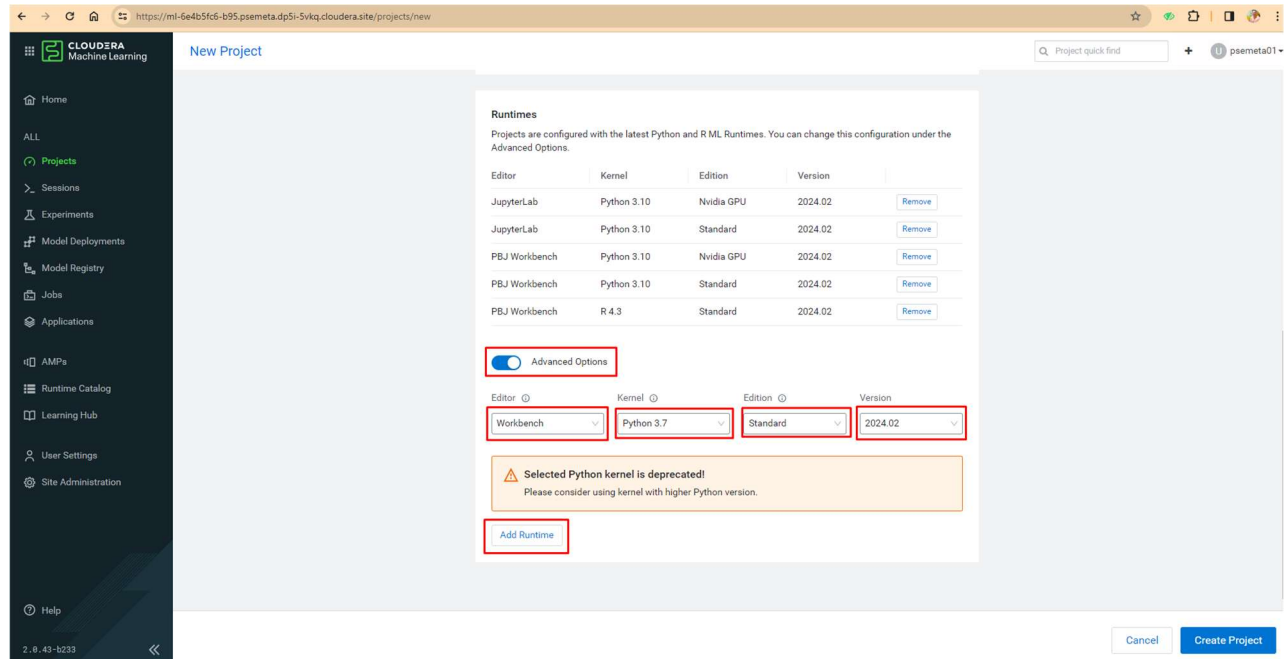 https://ml-6e4b5fc6-b95.psemeta.dp5i-5vkq.cloudera.site/projects/new
CLOUDERA
Machine Learning
New Project
Project quick find
+
U psemeta01
Home
ALL
Projects
Sessions
Experiments
Model Deployments
Model Registry
Jobs
Applications
AMPs
Runtime Catalog
Learning Hub
User Settings
Site Administration
Help
2.0.43-b233
Runtimes
Projects are configured with the latest Python and R ML Runtimes. You can change this configuration under the
Advanced Options.
Editor Kernel Edition Version
JupyterLab Python 3.10 Nvidia GPU 2024.02 Remove
JupyterLab Python 3.10 Standard 2024.02 Remove
PBJ Workbench Python 3.10 Nvidia GPU 2024.02 Remove
PBJ Workbench Python 3.10 Standard 2024.02 Remove
PBJ Workbench R 4.3 Standard 2024.02 Remove
Advanced Options
Editor Kernel Edition Version
Workbench Python 3.7 Standard 2024.02
Selected Python kernel is deprecated!
Please consider using kernel with higher Python version.
Add Runtime
Cancel Create Project